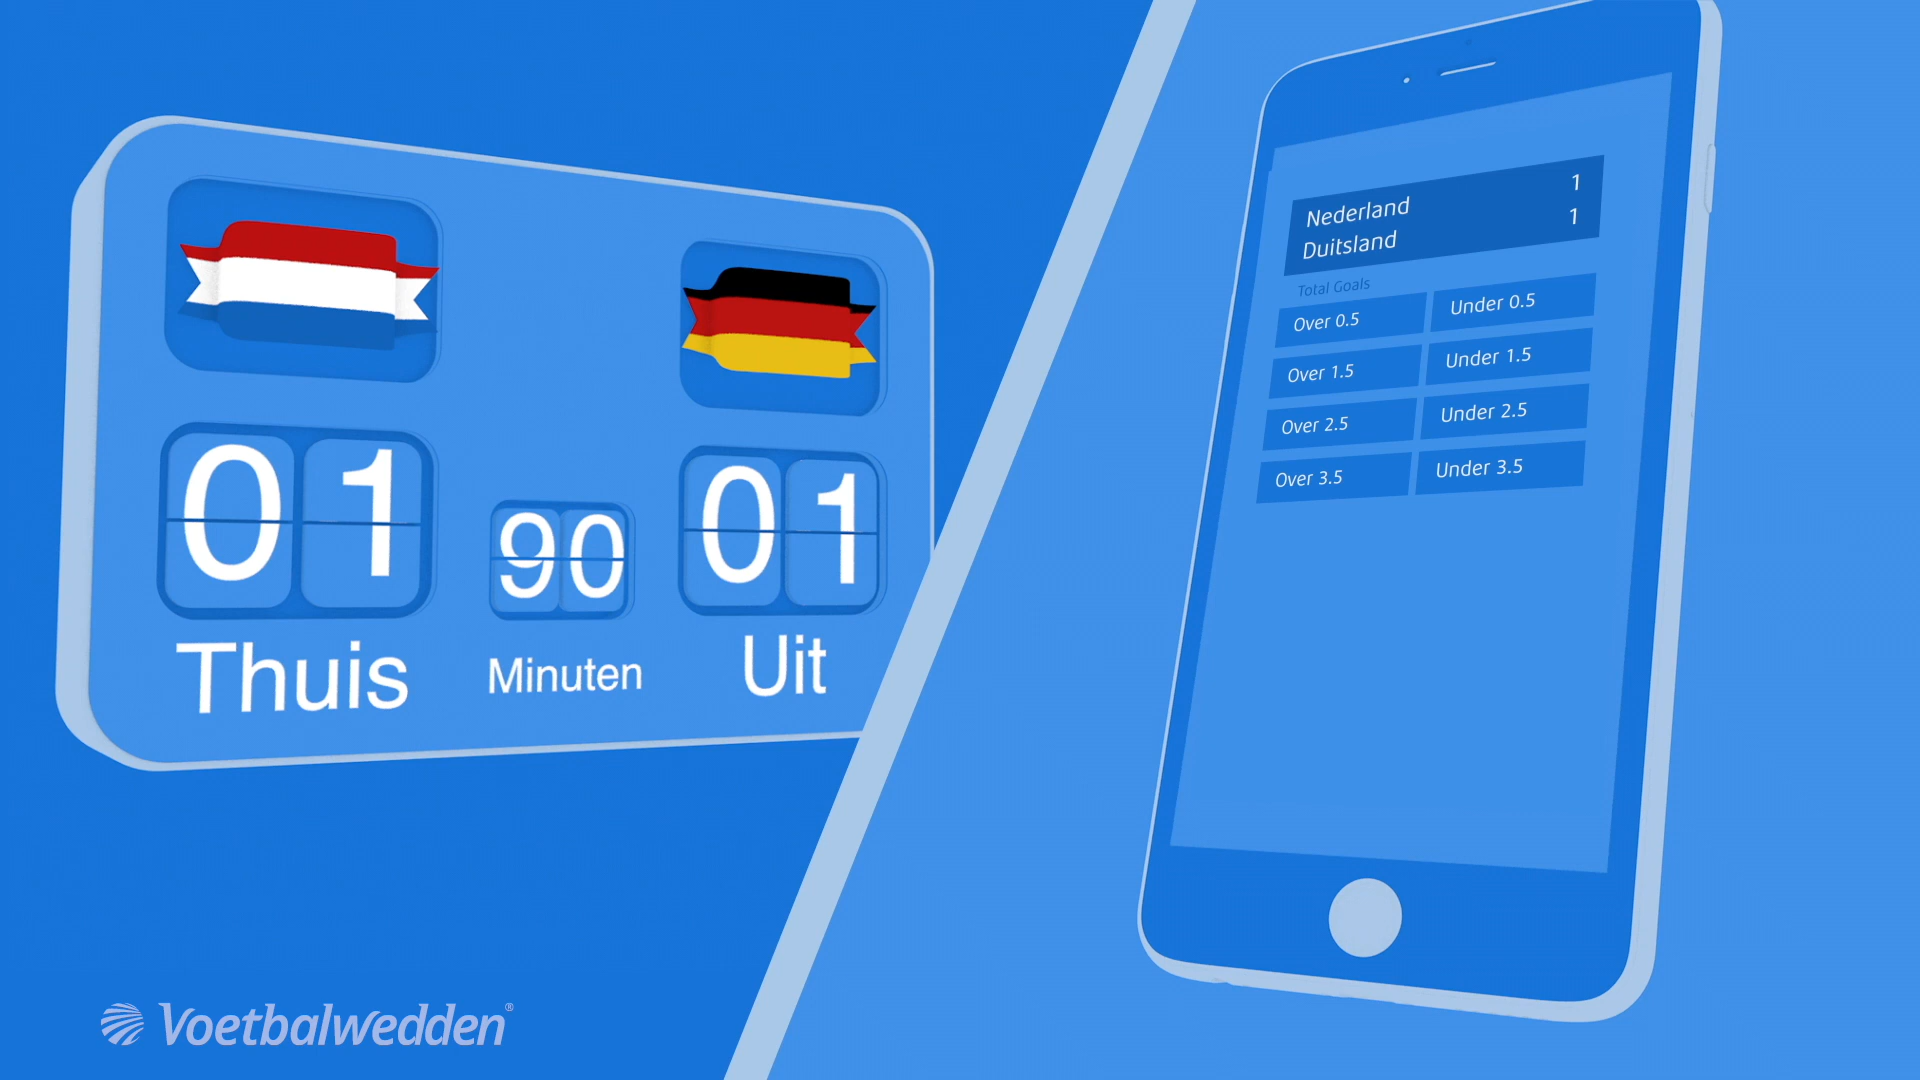 01
90
01
Thuis
Minuten
Uit
Nederland 1
Duitsland 1
Total Goals
Over 0.5 Under 0.5
Over 1.5 Under 1.5
Over 2.5 Under 2.5
Over 3.5 Under 3.5
Voetbalwedden®